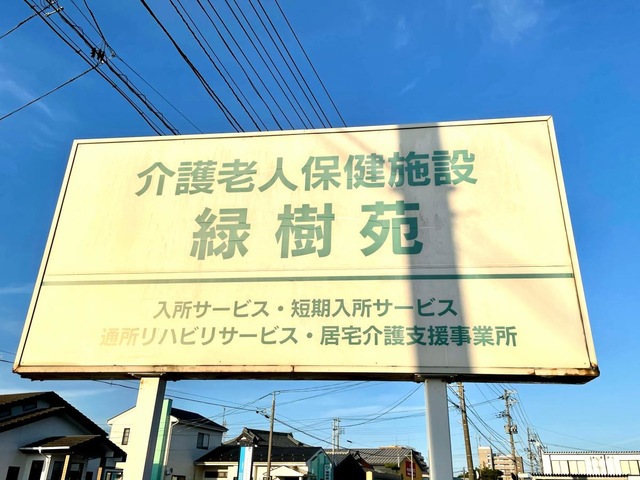 介護老人保健施設
緑樹苑
入所サービス・短期入所サービス
通所リハビリサービス・居宅介護支援事業所